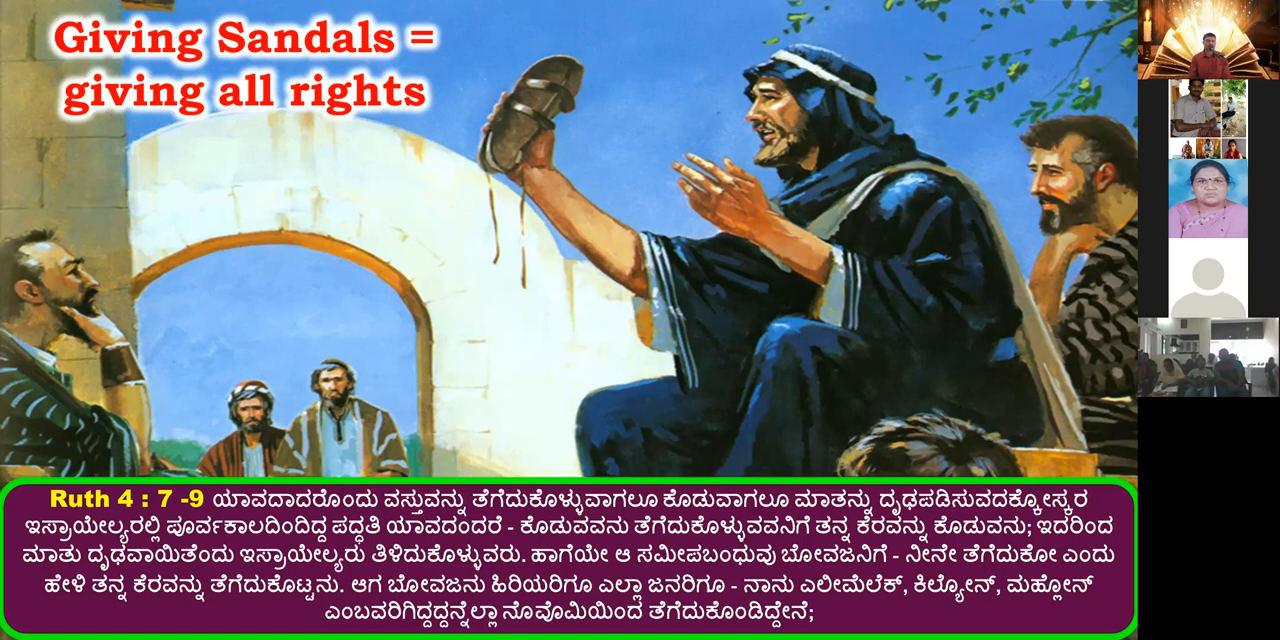 Giving Sandals =
giving all rights
Ruth 4 : 7 -9 ಯಾವದಾದರೊಂದು ವಸ್ತುವನ್ನು ತೆಗೆದುಕೊಳ್ಳುವಾಗಲೂ ಕೊಡುವಾಗಲೂ ಮಾತನ್ನು ದೃಢಪಡಿಸುವದಕ್ಕೋಸ್ಕರ
ಇಸ್ರಾಯೇಲ್ಯರಲ್ಲಿ ಪೂರ್ವಕಾಲದಿಂದಿದ್ದ ಪದ್ಧತಿ ಯಾವದಂದರೆ - ಕೊಡುವವನು ತೆಗೆದುಕೊಳ್ಳುವವನಿಗೆ ತನ್ನ ಕೆರವನ್ನು ಕೊಡುವನು; ಇದರಿಂದ
ಮಾತು ದೃಢವಾಯಿತೆಂದು ಇಸ್ರಾಯೇಲ್ಯರು ತಿಳಿದುಕೊಳ್ಳುವರು. ಹಾಗೆಯೇ ಆ ಸಮೀಪಬಂಧುವು ಬೋವಜನಿಗೆ - ನೀನೇ ತೆಗೆದುಕೋ ಎಂದು
ಹೇಳಿ ತನ್ನ ಕೆರವನ್ನು ತೆಗೆದುಕೊಟ್ಟನು. ಆಗ ಬೋವಜನು ಹಿರಿಯರಿಗೂ ಎಲ್ಲಾ ಜನರಿಗೂ - ನಾನು ಎಲೀಮೆಲೆಕ್, ಕಿಲ್ಯೋನ್, ಮಹ್ಲೋನ್
ಎಂಬವರಿಗಿದ್ದದ್ದನ್ನೆಲ್ಲಾ ನೊವೊಮಿಯಿಂದ ತೆಗೆದುಕೊಂಡಿದ್ದೇನೆ;